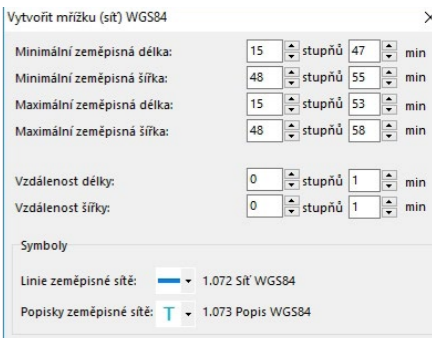 Vytvořit mřížku (síť) WGS84
Minimální zeměpisná délka: 15 stupňů 47 min
Minimální zeměpisná šířka: 48 stupňů 55 min
Maximální zeměpisná délka: 15 stupňů 53 min
Maximální zeměpisná šířka: 48 stupňů 58 min
Vzdálenost délky: 0 stupňů 1 min
Vzdálenost šířky: 0 stupňů 1 min
Symboly
Linie zeměpisné sítě: 1.072 Síť WGS84
Popisky zeměpisné sítě: T 1.073 Popis WGS84